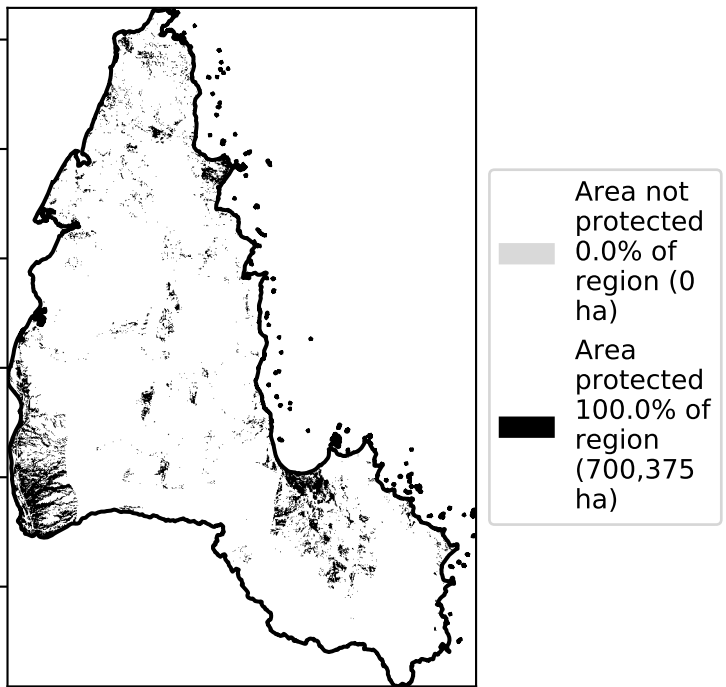 Area not
protected
0.0% of
region (0
ha)
Area
protected
100.0% of
region
(700,375
ha)